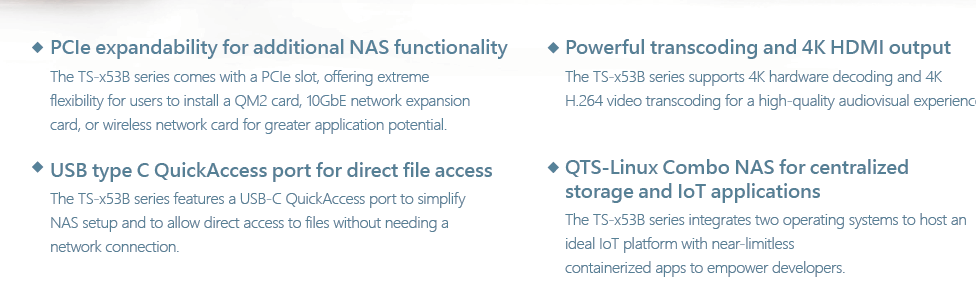 ◆ PCIe expandability for additional NAS functionality
The TS-x53B series comes with a PCIe slot, offering extreme
flexibility for users to install a QM2 card, 10GbE network expansion
card, or wireless network card for greater application potential.
◆ USB type C QuickAccess port for direct file access
The TS-x53B series features a USB-C QuickAccess port to simplify
NAS setup and to allow direct access to files without needing a
network connection.
◆ Powerful transcoding and 4K HDMI output
The TS-x53B series supports 4K hardware decoding and 4K
H.264 video transcoding for a high-quality audiovisual experienc
◆ QTS-Linux Combo NAS for centralized
storage and IoT applications
The TS-x53B series integrates two operating systems to host an
ideal IoT platform with near-limitless
containerized apps to empower developers.